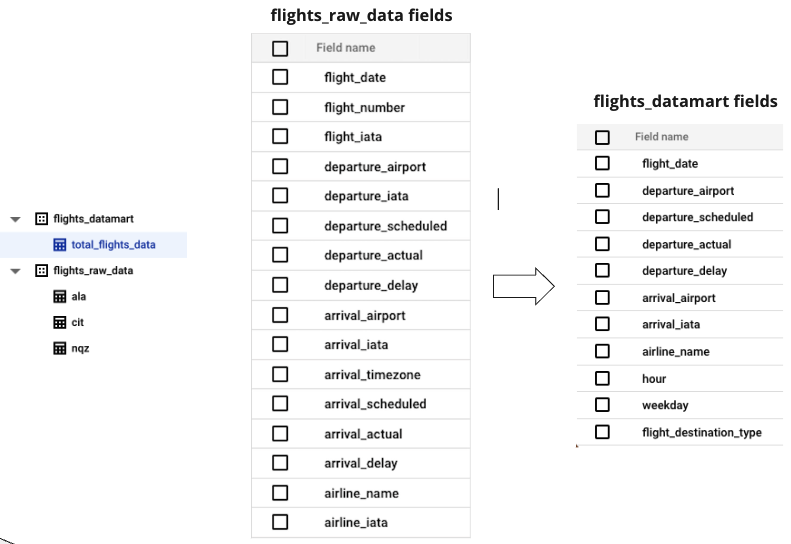 flights_raw_data fields
Field name
flight_date
flight_number
flight_iata
departure_airport
departure_iata
departure_scheduled
departure_actual
departure_delay
arrival_airport
arrival_iata
arrival_timezone
arrival_scheduled
arrival_actual
arrival_delay
airline_name
airline_iata
flights_datamart
total_flights_data
flights_raw_data
ala
cit
nqz
flights_datamart fields
Field name
flight_date
departure_airport
departure_scheduled
departure_actual
departure_delay
arrival_airport
arrival_iata
airline_name
hour
weekday
flight_destination_type